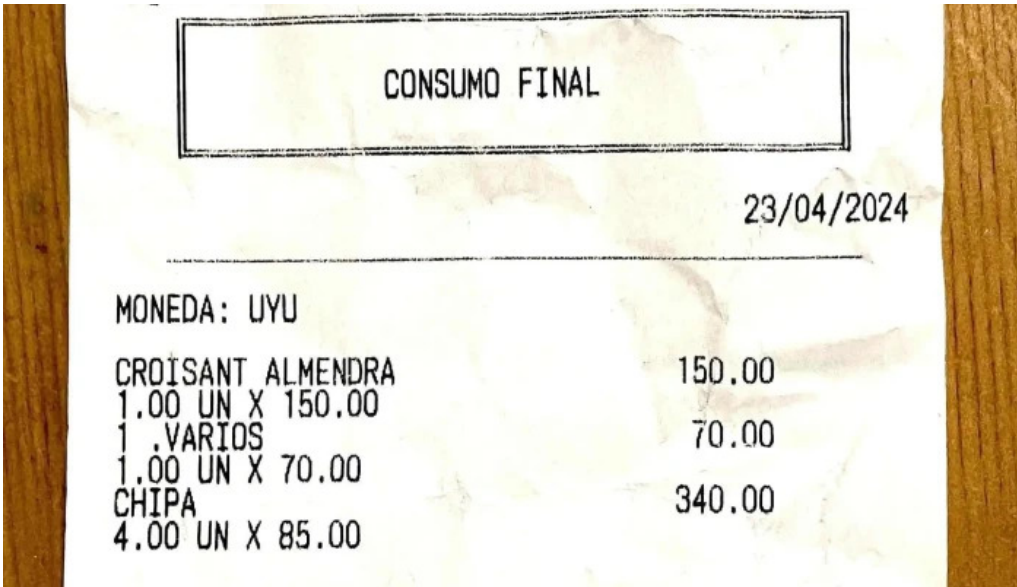 CONSUMO FINAL
23/04/2024
MONEDA: UYU
CROISANT ALMENDRA 150.00
1.00 UN X 150.00
1 .VARIOS 70.00
1.00 UN X 70.00
CHIPA 340.00
4.00 UN X 85.00